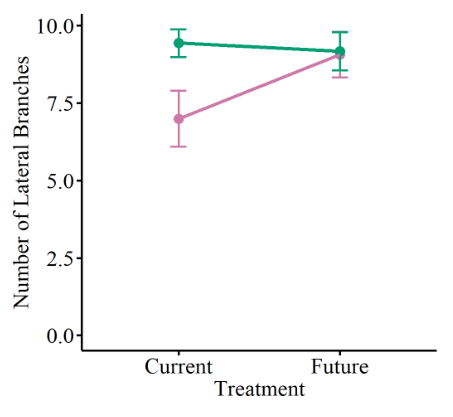 Number of Lateral Branches
10.0
7.5
5.0
2.5
0.0
Current Future
Treatment